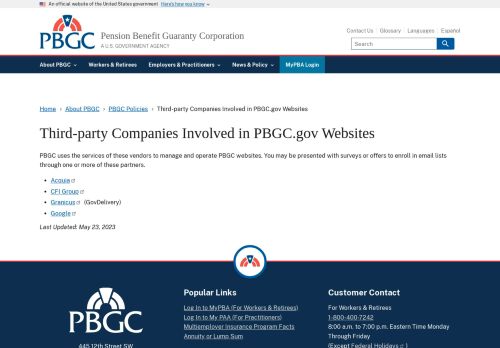 An official website of the United States government Here's how you know
PBGC
Pension Benefit Guaranty Corporation
A U.S. GOVERNMENT AGENCY
Contact Us Glossary Languages Español
Search
About PBGC Workers & Retirees Employers & Practitioners News & Policy MyPBA Login
Home › About PBGC › PBGC Policies › Third-party Companies Involved in PBGC.gov Websites
Third-party Companies Involved in PBGC.gov Websites
PBGC uses the services of these vendors to manage and operate PBGC websites. You may be presented with surveys or offers to enroll in email lists
through one or more of these partners.
Acquia
CFI Group
Granicus (GovDelivery)
Google
Last Updated: May 23, 2023
PBGC
445 12th Street SW
Popular Links
Log In to MyPBA (For Workers & Retirees)
Log In to My PAA (For Practitioners)
Multiemployer Insurance Program Facts
Annuity or Lump Sum
Customer Contact
For Workers & Retirees
1-800-400-7242
8:00 a.m. to 7:00 p.m. Eastern Time Monday
Through Friday
(Except Federal Holidays)